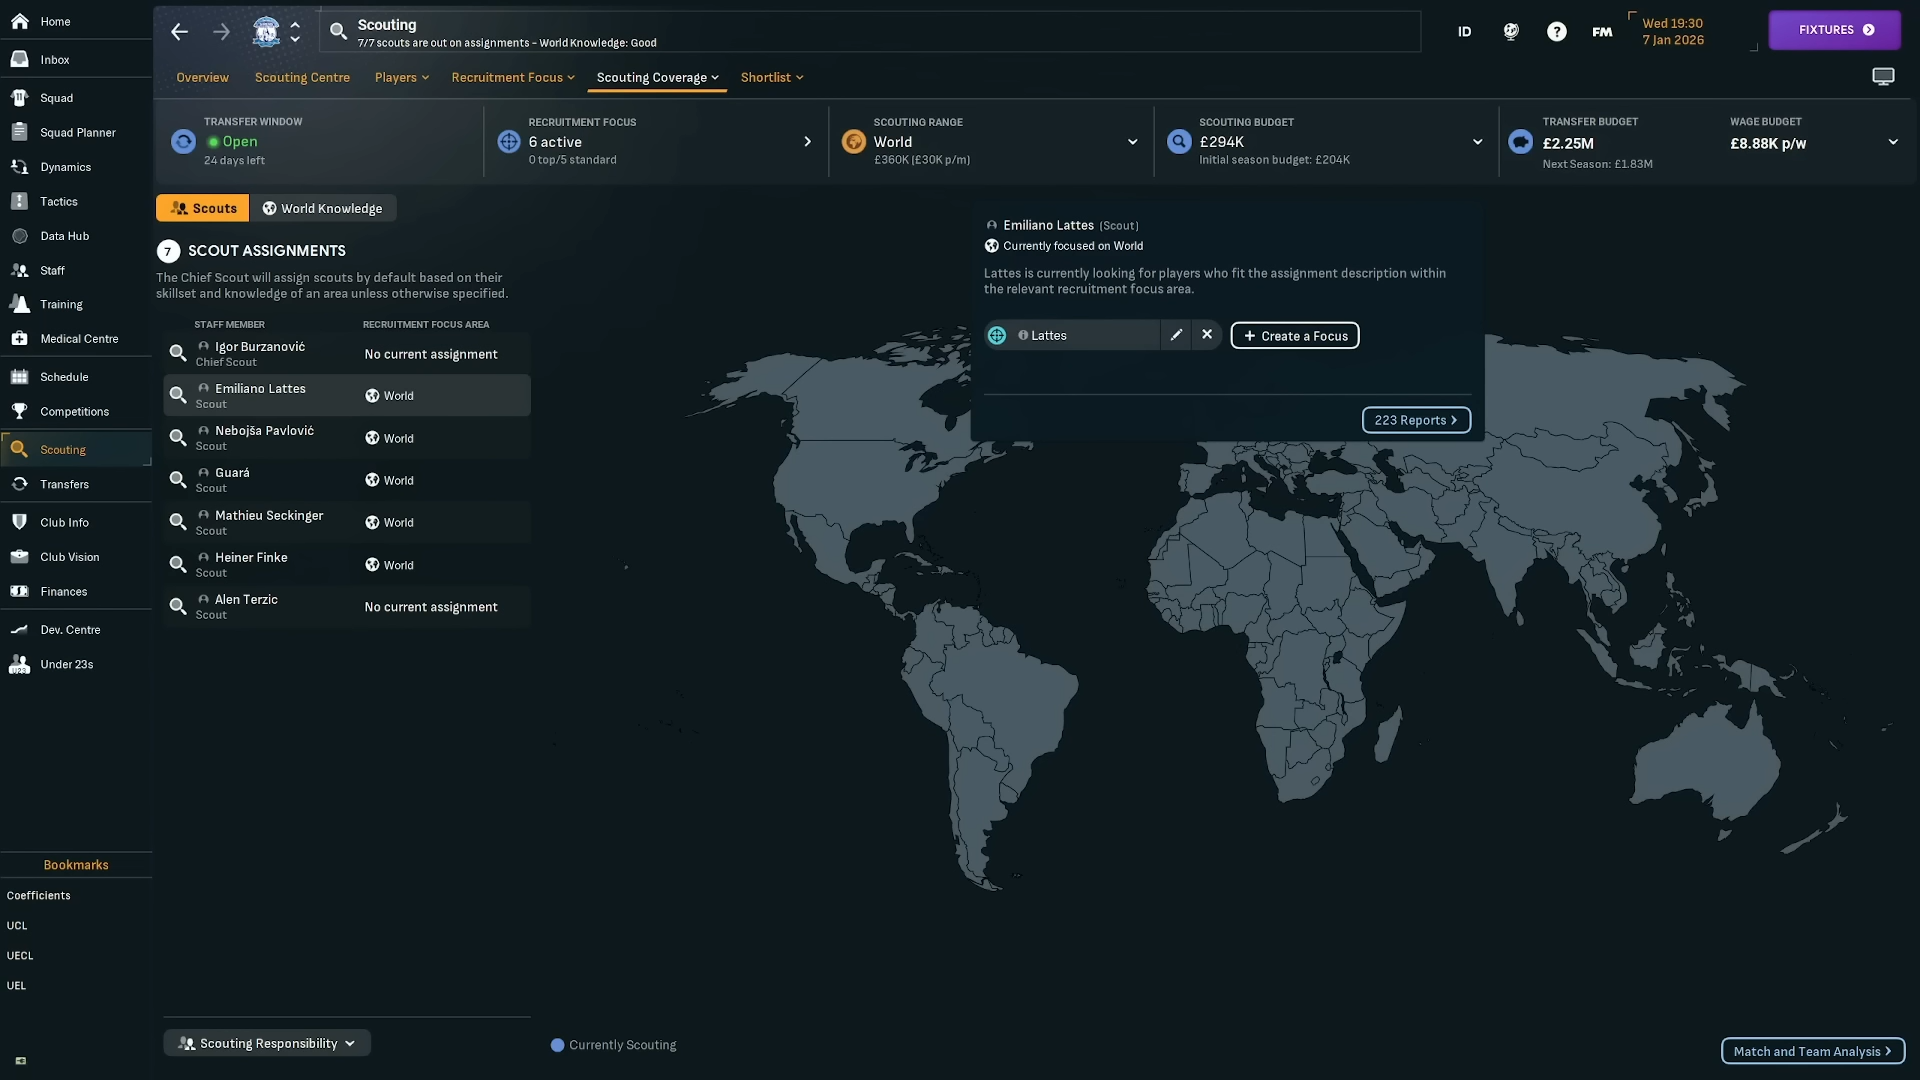 Home
Inbox
Squad
Squad Planner
Dynamics
Tactics
Data Hub
Staff
Training
Medical Centre
Schedule
Competitions
Scouting
Transfers
Club Info
Club Vision
Finances
Dev. Centre
Under 23s
Bookmarks
Coefficients
UCL
UECL
UEL
Scouting
7/7 scouts are out on assignments - World Knowledge: Good
ID
FM
Wed 19:30
7 Jan 2026
FIXTURES
Overview
Scouting Centre
Players
Recruitment Focus
Scouting Coverage
Shortlist
TRANSFER WINDOW
Open
24 days left
RECRUITMENT FOCUS
6 active
0 top/5 standard
SCOUTING RANGE
World
£360K (£30K p/m)
SCOUTING BUDGET
£294K
Initial season budget: £204K
TRANSFER BUDGET
£2.25M
Next Season: £1.83M
WAGE BUDGET
£8.88K p/w
Scouts
World Knowledge
7 SCOUT ASSIGNMENTS
The Chief Scout will assign scouts by default based on their
skillset and knowledge of an area unless otherwise specified.
STAFF MEMBER RECRUITMENT FOCUS AREA
Igor Burzanović
Chief Scout
No current assignment
Emiliano Lattes
Scout
World
Nebojša Pavlović
Scout
World
Guará
Scout
World
Mathieu Seckinger
Scout
World
Heiner Finke
Scout
World
Alen Terzic
Scout
No current assignment
Scouting Responsibility
Emiliano Lattes (Scout)
Currently focused on World
Lattes is currently looking for players who fit the assignment description within
the relevant recruitment focus area.
Lattes
+ Create a Focus
223 Reports
Currently Scouting
Match and Team Analysis